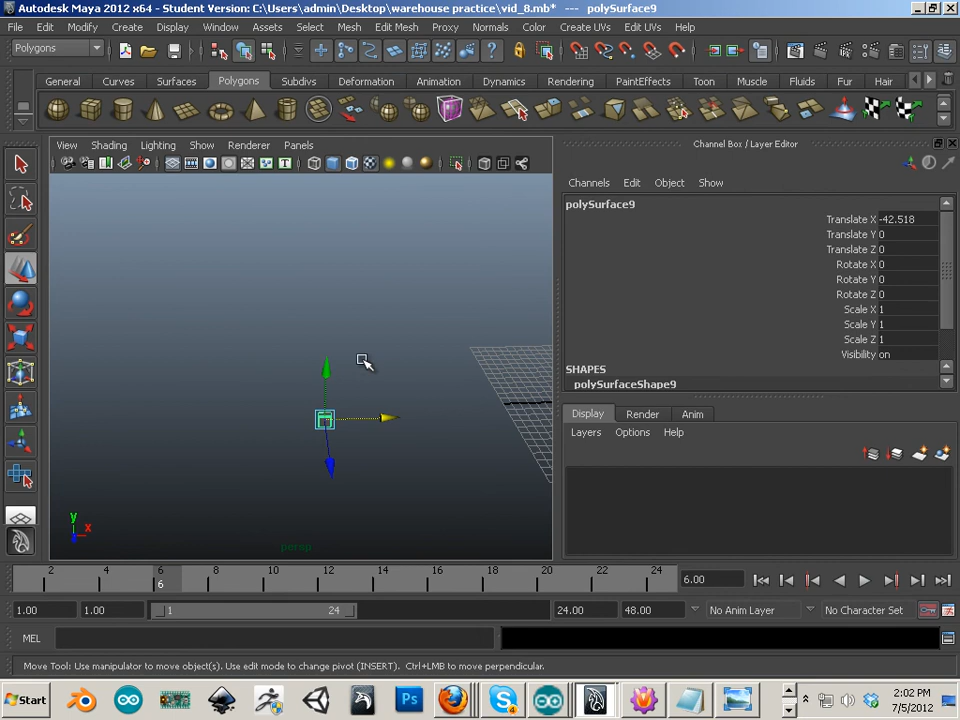 Autodesk Maya 2012 x64 - Student Version: C:\Users\admin\Desktop\warehouse practice\vid_8.mb* --- polySurface9
File Edit Modify Create Display Window Assets Select Mesh Edit Mesh Proxy Normals Color Create UVs Edit UVs Help
Polygons
General Curves Surfaces Polygons Subdivs Deformation Animation Dynamics Rendering PaintEffects Toon Muscle Fluids Fur Hair
View Shading Lighting Show Renderer Panels
Channel Box / Layer Editor
Channels Edit Object Show
polySurface9
Translate X -42.518
Translate Y 0
Translate Z 0
Rotate X 0
Rotate Y 0
Rotate Z 0
Scale X 1
Scale Y 1
Scale Z 1
Visibility on
SHAPES
polySurfaceShape9
Display Render Anim
Layers Options Help
y
x
persp
2 4 6 8 10 12 14 16 18 20 22 24
6
6.00
1.00 1.00 1 24 24.00 48.00 No Anim Layer No Character Set
MEL
Move Tool: Use manipulator to move object(s). Use edit mode to change pivot (INSERT). Ctrl+LMB to move perpendicular.
Start
Ps
2:02 PM
7/5/2012